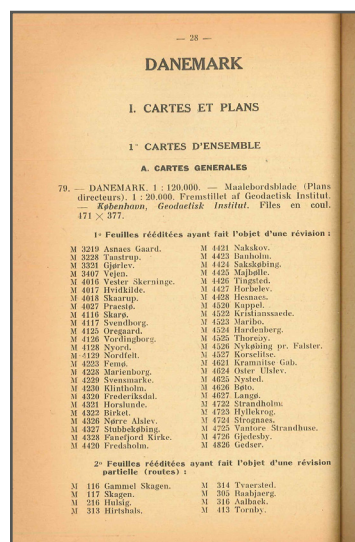 — 28 —
DANEMARK
I. CARTES ET PLANS
1° CARTES D'ENSEMBLE
A. CARTES GENERALES
79. — DANEMARK. 1 : 120.000. — Maalebordsblade (Plans
directeurs). 1 : 20.000. Fremstillet af Geodaetisk Institut.
— København, Geodaetisk Institut. Files en coul.
471 × 377.
1° Feuilles rééditées ayant fait l'objet d'une révision :
M 3219 Asnaes Gaard.
M 3228 Taastrup.
M 3321 Gjørlev.
M 3407 Vejen.
M 4016 Vester Skerninge.
M 4017 Hvidkilde.
M 4018 Skaarup.
M 4027 Praestø.
M 4116 Skarø.
M 4117 Svendborg.
M 4125 Oregaard.
M 4126 Vordingborg.
M 4128 Nyord.
M 4129 Nordfelt.
M 4223 Femø.
M 4228 Marienborg.
M 4229 Svensmarke.
M 4230 Klintholm.
M 4320 Frederiksdal.
M 4321 Horslunde.
M 4322 Birket.
M 4326 Nørre Alslev.
M 4327 Stubbekøbing.
M 4328 Fanefjord Kirke.
M 4420 Fredsholm.
M 4421 Nakskov.
M 4423 Banholm.
M 4424 Sakskøbing.
M 4425 Majbølle.
M 4426 Tingsted.
M 4427 Horbelev.
M 4428 Hesnaes.
M 4520 Kappel.
M 4522 Kristianssaede.
M 4523 Maribo.
M 4524 Hardenberg.
M 4525 Thoreby.
M 4526 Nykøbing pr. Falster.
M 4527 Korselitse.
M 4621 Kramnitse Gab.
M 4624 Oster Ulslev.
M 4625 Nysted.
M 4626 Bøto.
M 4627 Langø.
M 4722 Strandholm.
M 4723 Hyllekrog.
M 4724 Strognaes.
M 4725 Vantore Strandhuse.
M 4726 Gjedesby.
M 4826 Gedser.
2° Feuilles rééditées ayant fait l'objet d'une révision
partielle (routes) :
M 116 Gammel Skagen.
M 117 Skagen.
M 216 Hulsig.
M 313 Hirtshals.
M 314 Tvaersted.
M 305 Raabjaerg.
M 316 Aalbaek.
M 413 Tornby.